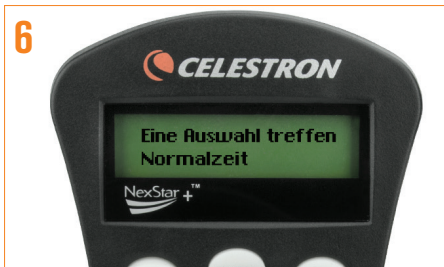 6
CELESTRON
Eine Auswahl treffen
Normalzeit
NexStar +™